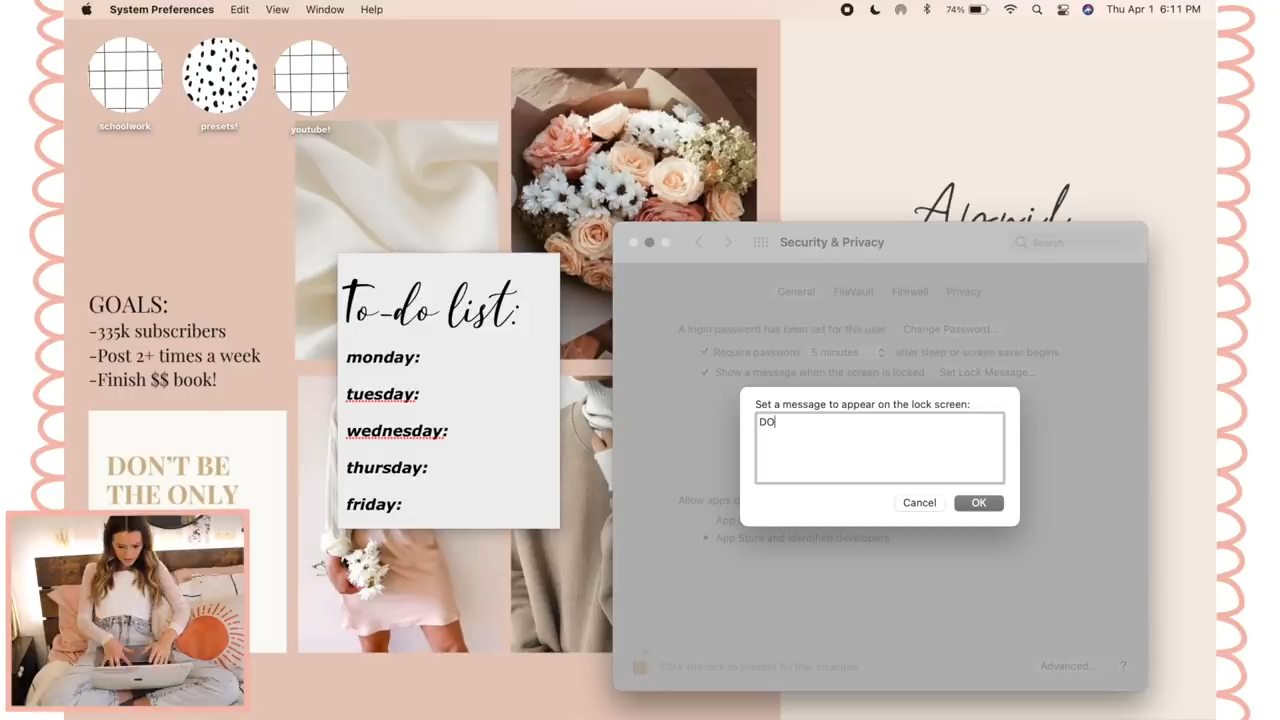 System Preferences Edit View Window Help
74% Thu Apr 1 6:11 PM
schoolwork
presets!
youtube!
April
GOALS:
-335k subscribers
-Post 2+ times a week
-Finish $$ book!
DON'T BE
THE ONLY
To-do list:
monday:
tuesday:
wednesday:
thursday:
friday:
Security & Privacy
Search
General FileVault Firewall Privacy
A login password has been set for this user Change Password...
Require password 5 minutes after sleep or screen saver begins
Show a message when the screen is locked Set Lock Message...
Set a message to appear on the lock screen:
DO
Cancel OK
Allow apps d
App
App Store and identified developers
Click the lock to prevent further changes.
Advanced... ?